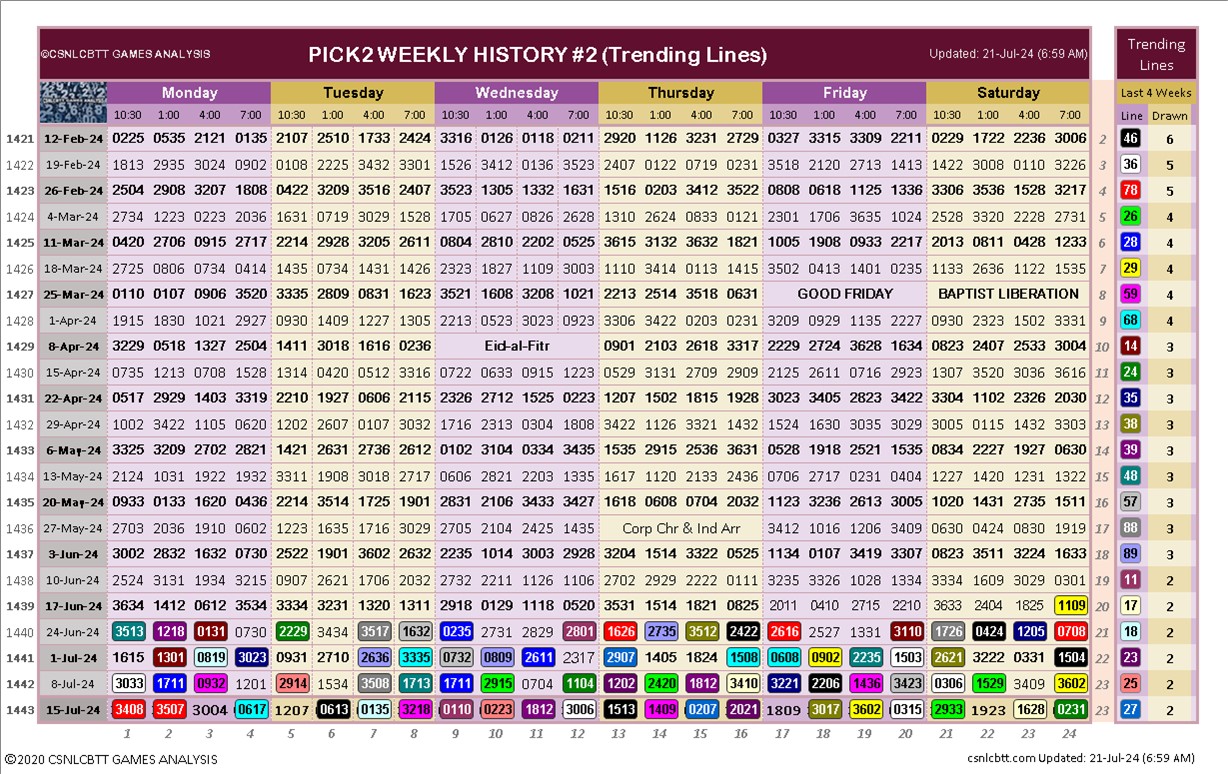 ©CSNLCBTT GAMES ANALYSIS PICK2 WEEKLY HISTORY #2 (Trending Lines) Updated: 21-Jul-24 (6:59 AM) Trending Lines
Monday Tuesday Wednesday Thursday Friday Saturday Last 4 Weeks
10:30 1:00 4:00 7:00 10:30 1:00 4:00 7:00 10:30 1:00 4:00 7:00 10:30 1:00 4:00 7:00 10:30 1:00 4:00 7:00 10:30 1:00 4:00 7:00 Line Drawn
1421 12-Feb-24 0225 0535 2121 0135 2107 2510 1733 2424 3316 0126 0118 0211 2920 1126 3231 2729 0327 3315 3309 2211 0229 1722 2236 3006 2 46 6
1422 19-Feb-24 1813 2935 3024 0902 0108 2225 3432 3301 1526 3412 0136 3523 2407 0122 0719 0231 3518 2120 2713 1413 1422 3008 0110 3226 3 36 5
1423 26-Feb-24 2504 2908 3207 1808 0422 3209 3516 2407 3523 1305 1332 1631 1516 0203 3412 3522 0808 0618 1125 1336 3306 3536 1528 3217 4 78 5
1424 4-Mar-24 2734 1223 0223 2036 1631 0719 3029 1528 1705 0627 0826 2628 1310 2624 0833 0121 2301 1706 3635 1024 2528 3320 2228 2731 5 26 4
1425 11-Mar-24 0420 2706 0915 2717 2214 2928 3205 2611 0804 2810 2202 0525 3615 3132 3632 1821 1005 1908 0933 2217 2013 0811 0428 1233 6 28 4
1426 18-Mar-24 2725 0806 0734 0414 1435 0734 1431 1429 2323 1827 1109 3003 1110 3414 0113 1415 3502 0413 1401 0235 1133 2636 1122 1535 7 29 4
1427 25-Mar-24 0110 0107 0906 3520 3335 2809 0831 1623 3521 1608 3208 1021 2213 2514 3518 0631 GOOD FRIDAY BAPTIST LIBERATION 8 59 4
1428 1-Apr-24 1915 1830 1021 2927 0930 1409 1227 1305 2213 0523 3023 0923 3306 3422 0203 0231 3209 0929 1135 2227 0930 2323 1502 3331 9 68 4
1429 8-Apr-24 3229 0518 1327 2504 1411 3018 1616 0236 Eid-al-Fitr 0901 2103 2618 3317 2229 2724 3628 1634 0823 2407 2533 3004 10 14 3
1430 15-Apr-24 0735 1213 0708 1528 1314 0420 0512 3316 0722 0633 0915 1223 0529 3131 2709 2909 2125 2611 0716 2923 1307 3520 3036 3616 11 24 3
1431 22-Apr-24 0517 2929 1403 3319 2210 1927 0606 2115 2326 2712 1525 0223 1207 1502 1815 1928 3023 3405 2823 3422 3304 1102 2326 2030 12 35 3
1432 29-Apr-24 1002 3422 1105 0620 1202 2607 0107 3032 1716 2313 0304 1808 3422 1126 3321 1432 1524 1630 3035 3029 3005 0115 1432 3303 13 38 3
1433 6-May-24 3325 3209 2702 2821 1421 2631 2736 2612 0102 3104 0334 3435 1535 2915 2536 3631 0528 1918 2521 1535 0834 2227 1927 0630 14 39 3
1434 13-May-24 2124 1031 1922 1932 3311 1908 3018 2711 0606 2821 2203 1335 1617 1120 2133 2436 0706 2717 0231 0404 1227 1420 1231 1322 15 48 3
1435 20-May-24 0933 0133 1620 0436 2214 3514 1725 1901 2831 2106 3433 3427 1618 0608 0704 2032 1123 3236 2613 3005 1020 1431 2735 1511 16 57 3
1436 27-May-24 2703 2036 1910 0602 1223 1635 1716 3029 2705 2104 2425 1435 Corp Chr & Ind Arr 3412 1016 1206 3409 0630 0424 0830 1919 17 88 3
1437 3-Jun-24 3002 2832 1632 0730 2522 1901 3602 2632 2235 1014 3003 2928 3204 1514 3322 0525 1134 0107 3419 3307 0823 3511 3224 1633 18 89 3
1438 10-Jun-24 2524 3131 1934 3215 0907 2621 1706 2032 2732 2211 1126 1106 2702 2929 2222 0111 3235 3326 1028 1334 3332 1609 3029 0301 19 11 2
1439 17-Jun-24 3634 1412 0612 3534 3334 3231 1320 1311 2918 0129 1118 0520 3531 1514 1821 0825 2011 0410 2715 2210 3633 2404 1825 1109 20 17 2
1440 24-Jun-24 3513 1218 0131 0730 2229 3434 3517 1632 0235 2731 2829 2801 1626 2735 3512 2422 2616 2527 1331 3110 1726 0424 1205 0708 21 18 2
1441 1-Jul-24 1615 1301 0819 3023 0931 2710 2636 3335 0732 0809 2611 2317 2907 1405 1824 1508 0608 0902 2235 1503 2621 3222 0331 1504 22 23 2
1442 8-Jul-24 3033 1711 0932 1201 2914 1534 3508 1713 1711 2915 0704 1104 1202 2420 1812 3410 3221 2206 1436 3423 0306 1529 3409 3602 23 25 2
1443 15-Jul-24 3408 3507 3004 0617 1207 0613 0135 3218 0110 0223 1812 3006 1513 1409 0207 2021 1809 3017 3602 0315 2933 1923 1628 0231 23 27 2
1 2 3 4 5 6 7 8 9 10 11 12 13 14 15 16 17 18 19 20 21 22 23 24
©2020 CSNLCBTT GAMES ANALYSIS csnlcbtt.com Updated: 21-Jul-24 (6:59 AM)